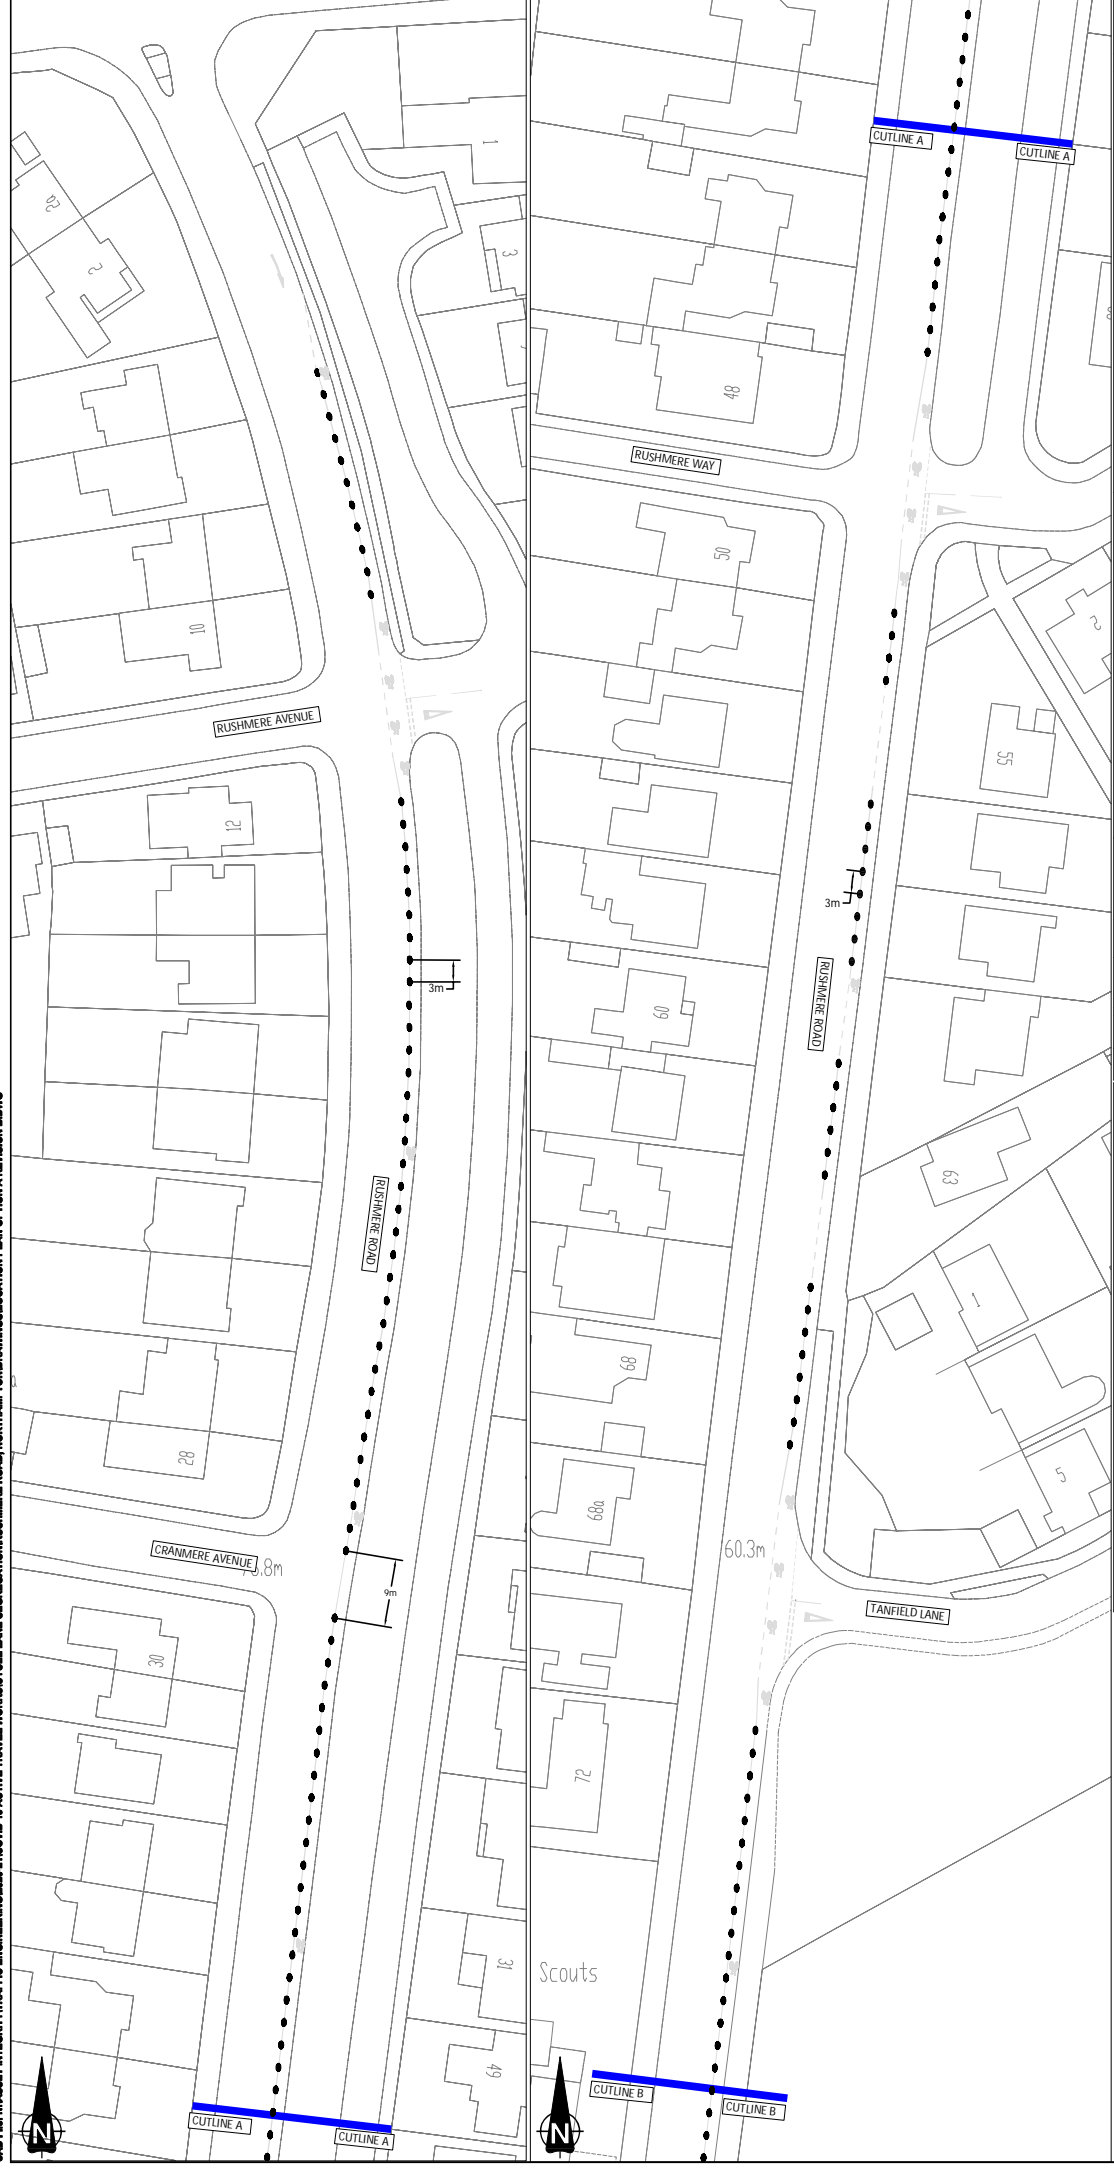 1
2a
2
3
10
RUSHMERE AVENUE
12
3m
RUSHMERE ROAD
28
CRANMERE AVENUE
.8m
9m
30
31
49
N
CUTLINE A
CUTLINE A
CUTLINE A
CUTLINE A
48
RUSHMERE WAY
50
2
55
3m
RUSHMERE ROAD
60
63
1
68
5
68a
60.3m
TANFIELD LANE
72
Scouts
N
CUTLINE B
CUTLINE B